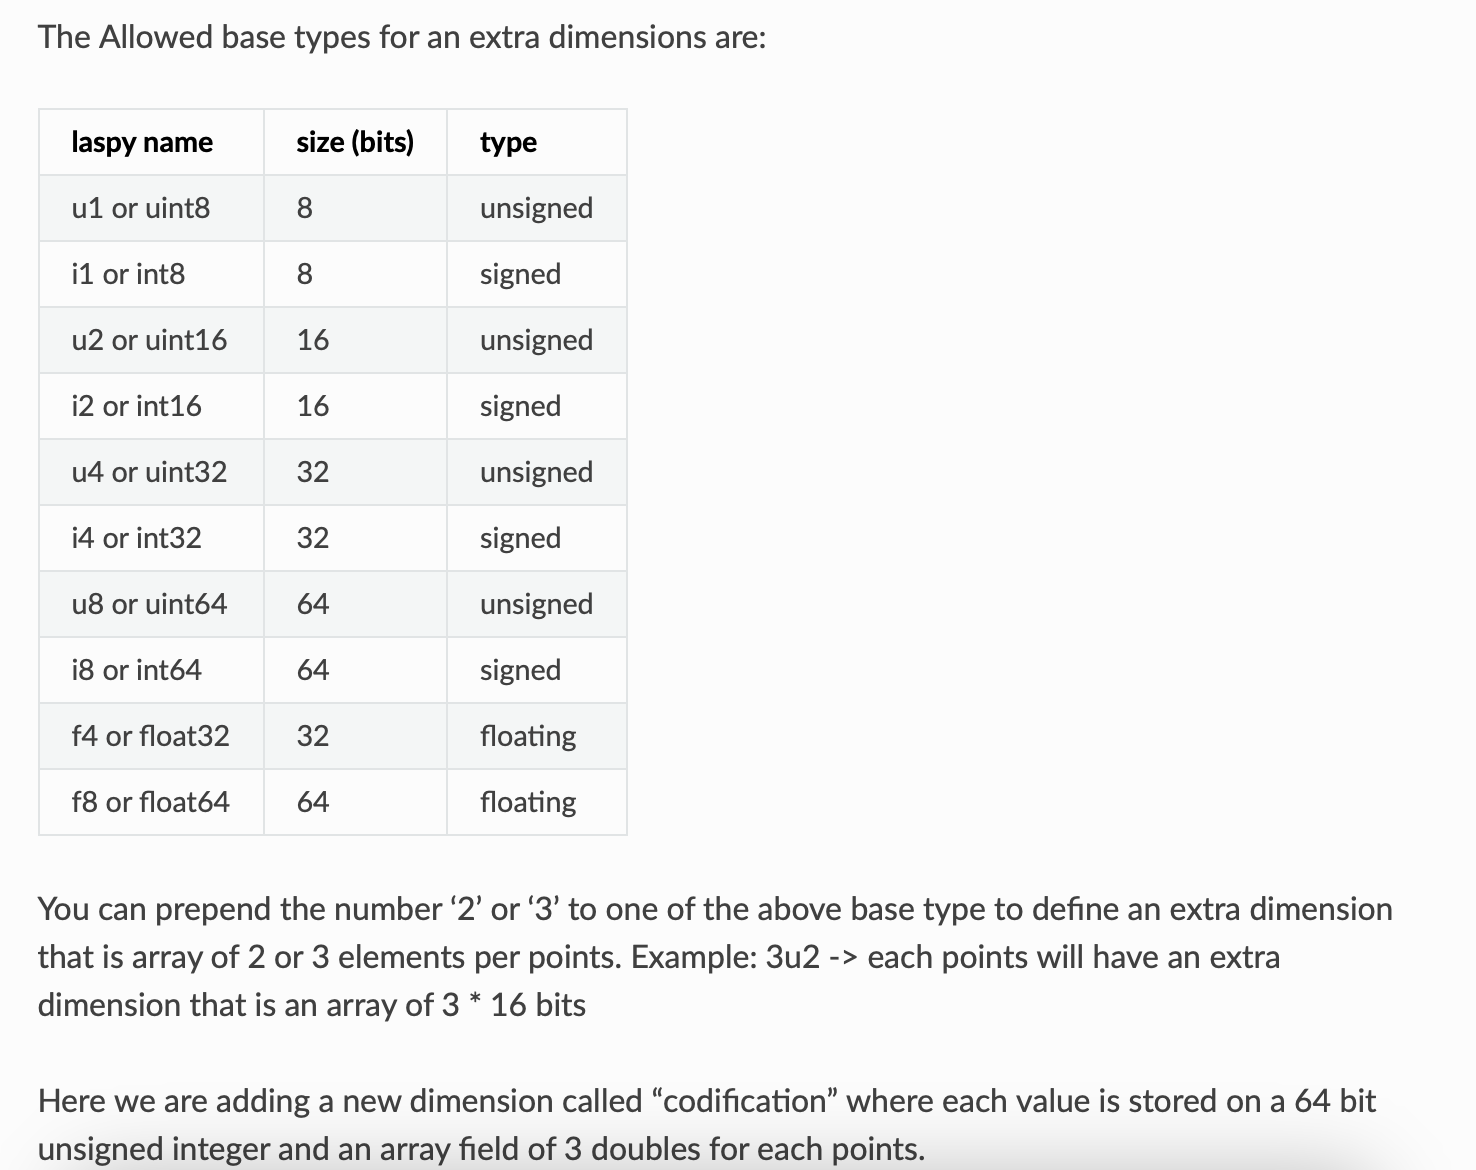 The Allowed base types for an extra dimensions are:
laspy name size (bits) type
u1 or uint8 8 unsigned
i1 or int8 8 signed
u2 or uint16 16 unsigned
i2 or int16 16 signed
u4 or uint32 32 unsigned
i4 or int32 32 signed
u8 or uint64 64 unsigned
i8 or int64 64 signed
f4 or float32 32 floating
f8 or float64 64 floating
You can prepend the number ‘2’ or ‘3’ to one of the above base type to define an extra dimension
that is array of 2 or 3 elements per points. Example: 3u2 -> each points will have an extra
dimension that is an array of 3 * 16 bits
Here we are adding a new dimension called “codification” where each value is stored on a 64 bit
unsigned integer and an array field of 3 doubles for each points.